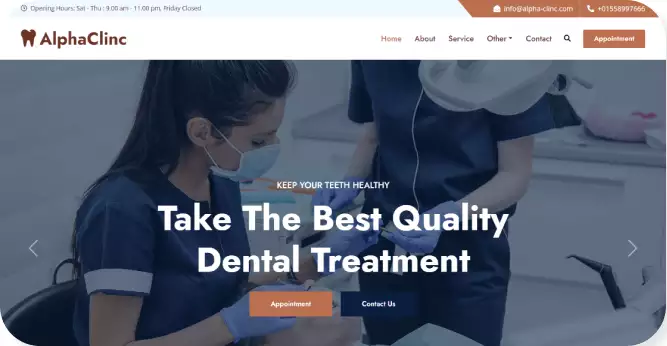 Opening Hours: Sat - Thu : 9.00 am - 11.00 pm, Friday Closed
info@alpha-clinc.com
+01558997666
AlphaClinc
Home
About
Service
Other
Contact
Appointment
KEEP YOUR TEETH HEALTHY
Take The Best Quality
Dental Treatment
Appointment
Contact Us